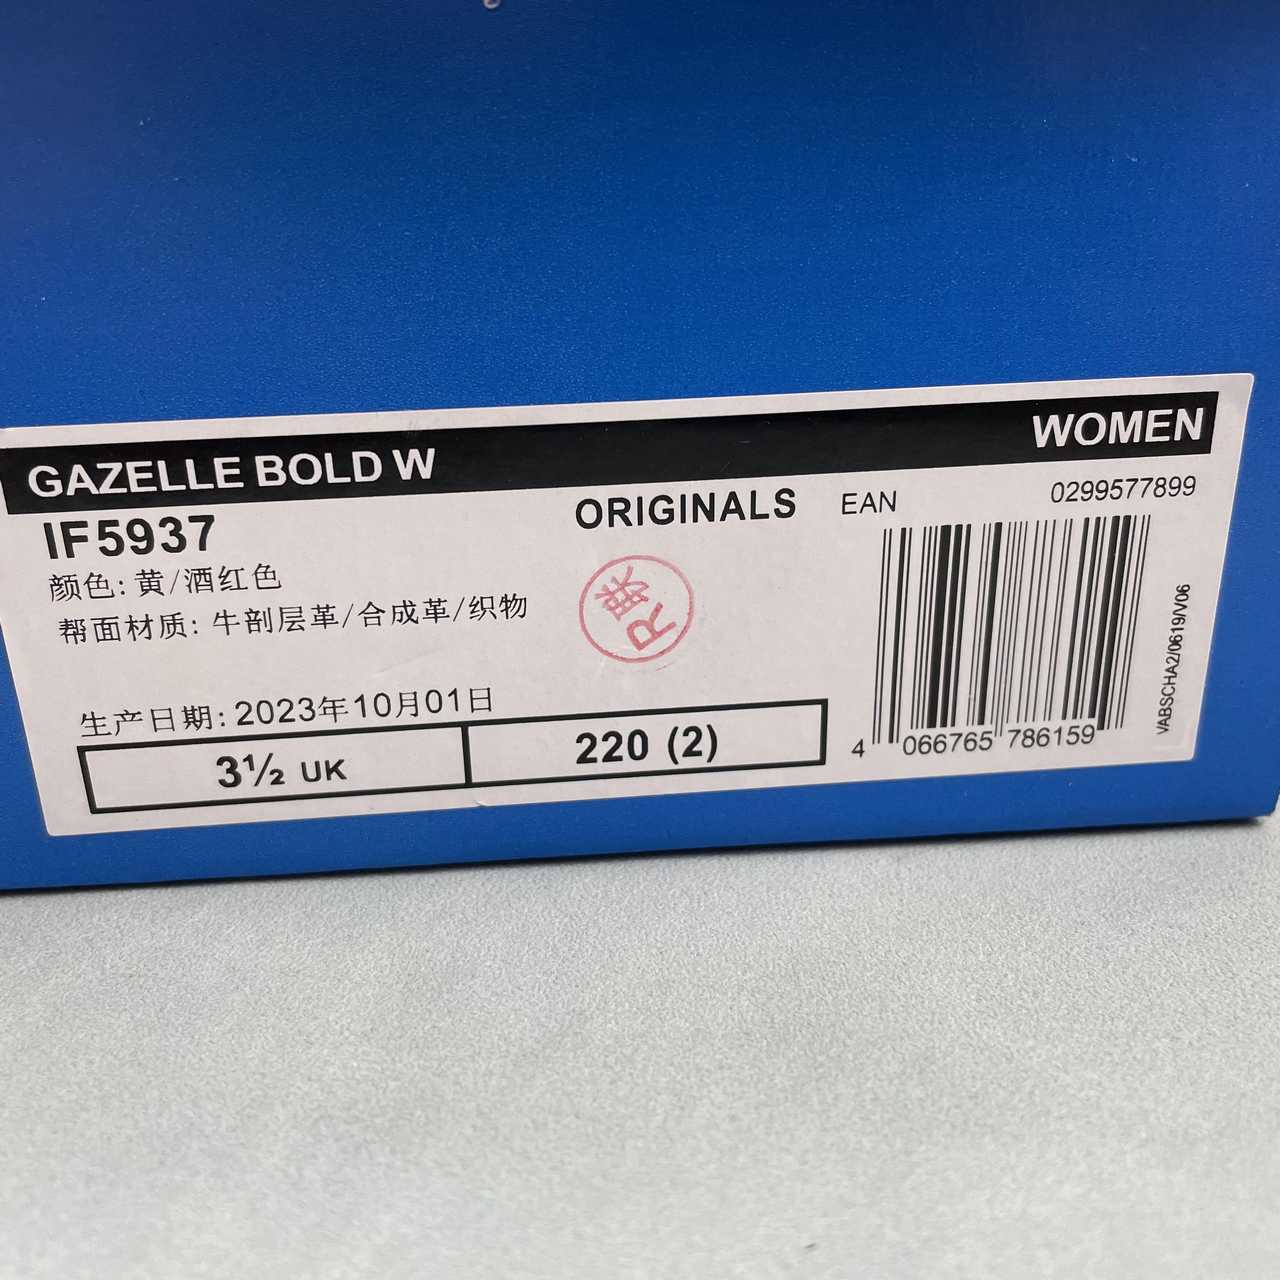 GAZELLE BOLD W
WOMEN
IF5937
ORIGINALS
EAN
0299577899
颜色: 黄/酒红色
帮面材质: 牛剖层革/合成革/织物
联
R
生产日期: 2023年10月01日
3½ UK
220 (2)
4 066765 786159
VABSCHA2/0619/V06